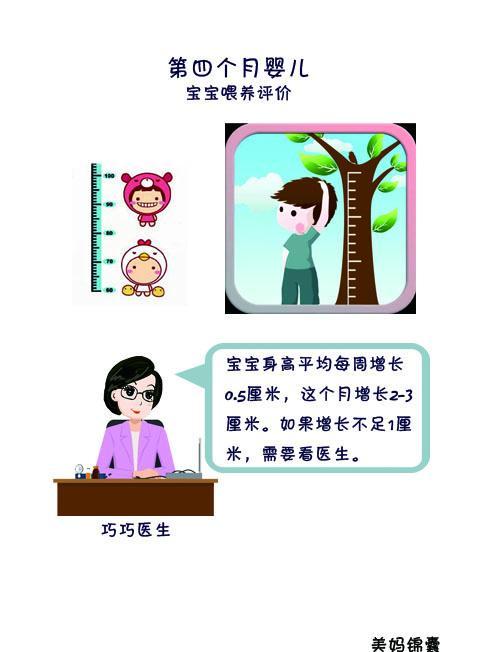 第四个月婴儿
宝宝喂养评价
100
90
80
70
60
宝宝身高平均每周增长
0.5厘米，这个月增长2-3
厘米。如果增长不足1厘
米，需要看医生。
巧巧医生
美妈锦囊